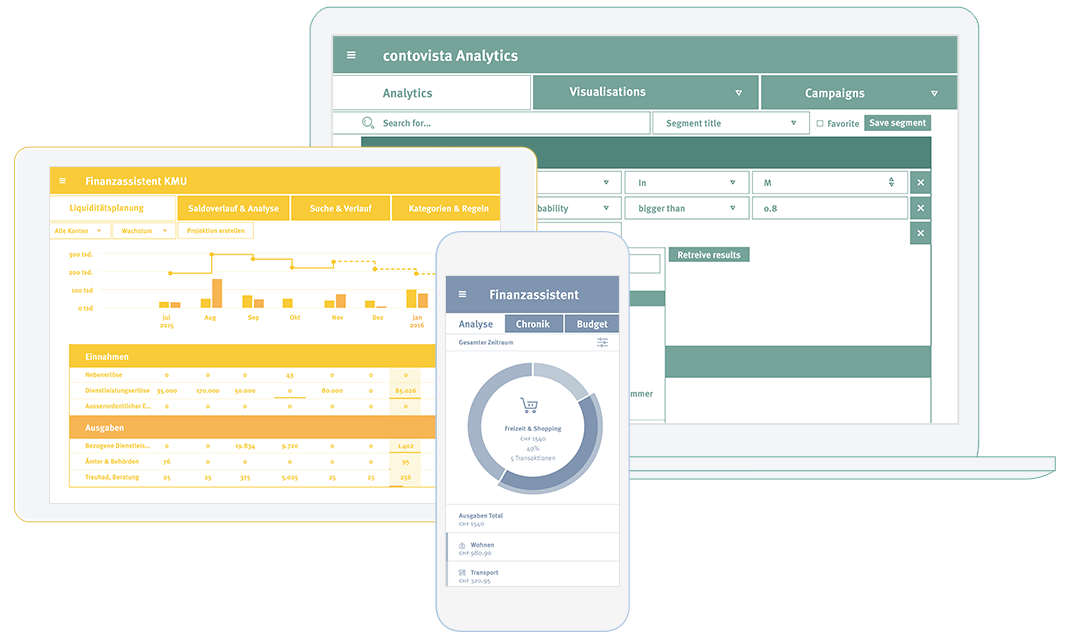 contovista Analytics
Analytics
Visualisations
Campaigns
Search for...
Segment title
Favorite
Save segment
In
M
bability
bigger than
0.8
Retreive results
mmer
Finanzassistent KMU
Liquiditätsplanung
Saldoverlauf & Analyse
Suche & Verlauf
Kategorien & Regeln
Alle Konten
Wachstum
Projektion erstellen
300 tsd.
200 tsd.
100 tsd.
0 tsd.
Jul Aug Sep Okt Nov Dez Jan
2015 2016
Einnahmen
Nebenerlöse 0 0 0 43 0 0 0
Dienstleistungserlöse 35.000 170.000 50.000 0 80.000 0 85.026
Ausserordentlicher E... 0 0 0 0 0 0 0
Ausgaben
Bezogene Dienstleis... 0 0 19.834 9.720 0 0 1.402
Ämter & Behörden 76 0 0 0 0 0 95
Treuhad, Beratung 25 25 375 5.025 25 25 256
Finanzassistent
Analyse
Chronik
Budget
Gesamter Zeitraum
Freizeit & Shopping
CHF 1540
49%
5 Transaktionen
Ausgaben Total
CHF 1540
Wohnen
CHF 980.90
Transport
CHF 320.95